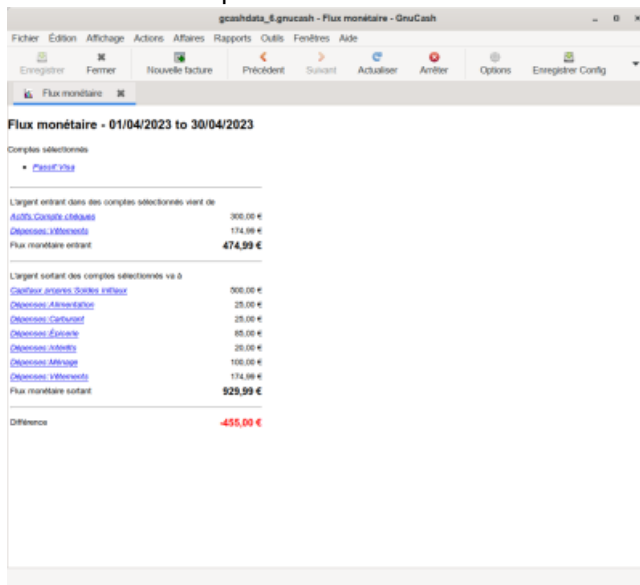 gcashdata_6.gnucash - Flux monétaire - GnuCash
Fichier Édition Affichage Actions Affaires Rapports Outils Fenêtres Aide
Enregistrer Fermer Nouvelle facture Précédent Suivant Actualiser Arrêter Options Enregistrer Config
Flux monétaire
Flux monétaire - 01/04/2023 to 30/04/2023
Comptes sélectionnés
Passif:Visa
L'argent entrant dans des comptes sélectionnés vient de
Actifs:Compte chèques 300,00 €
Dépenses:Vêtements 174,99 €
Flux monétaire entrant 474,99 €
L'argent sortant des comptes sélectionnés va à
Capitaux propres:Soldes initiaux 500,00 €
Dépenses:Alimentation 25,00 €
Dépenses:Carburant 25,00 €
Dépenses:Épicerie 85,00 €
Dépenses:Intérêts 20,00 €
Dépenses:Ménage 100,00 €
Dépenses:Vêtements 174,99 €
Flux monétaire sortant 929,99 €
Différence -455,00 €